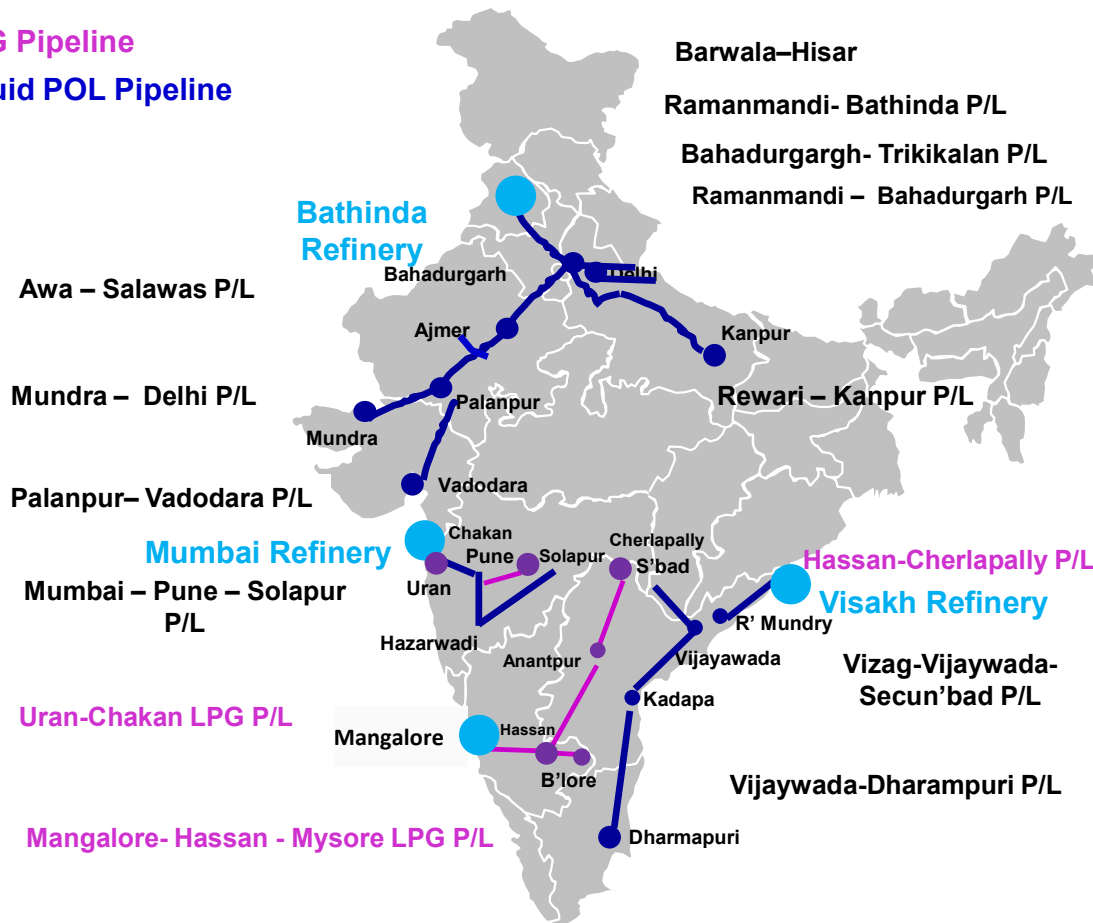 G Pipeline
uid POL Pipeline
Barwala–Hisar
Ramanmandi- Bathinda P/L
Bahadurgargh- Trikikalan P/L
Ramanmandi – Bahadurgarh P/L
Bathinda
Refinery
Bahadurgarh
Delhi
Awa – Salawas P/L
Ajmer
Kanpur
Mundra – Delhi P/L
Palanpur
Rewari – Kanpur P/L
Mundra
Palanpur– Vadodara P/L
Vadodara
Mumbai Refinery
Chakan
Pune
Solapur
Cherlapally
S'bad
Hassan-Cherlapally P/L
Uran
Mumbai – Pune – Solapur
P/L
Visakh Refinery
R' Mundry
Hazarwadi
Anantpur
Vijayawada
Vizag-Vijaywada-
Secun'bad P/L
Kadapa
Uran-Chakan LPG P/L
Mangalore
Hassan
B'lore
Vijaywada-Dharampuri P/L
Mangalore- Hassan - Mysore LPG P/L
Dharmapuri